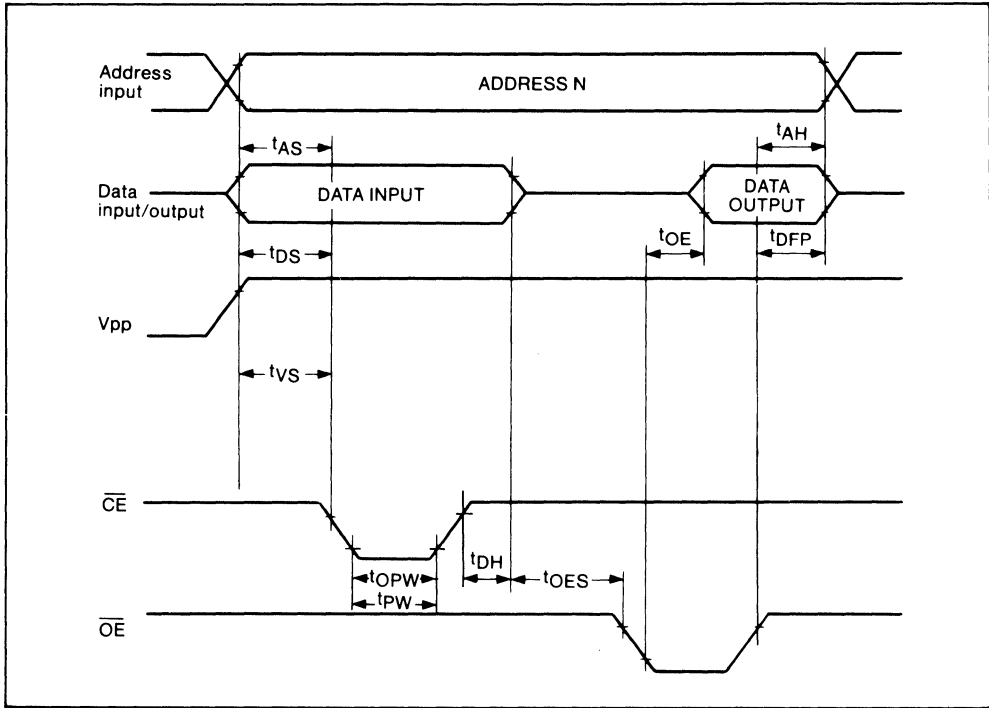 Address
input
ADDRESS N
tAS
tAH
Data
input/output
DATA INPUT
DATA
OUTPUT
tDS
tOE
tDFP
Vpp
tVS
CE
tDH
tOES
tOPW
tPW
OE